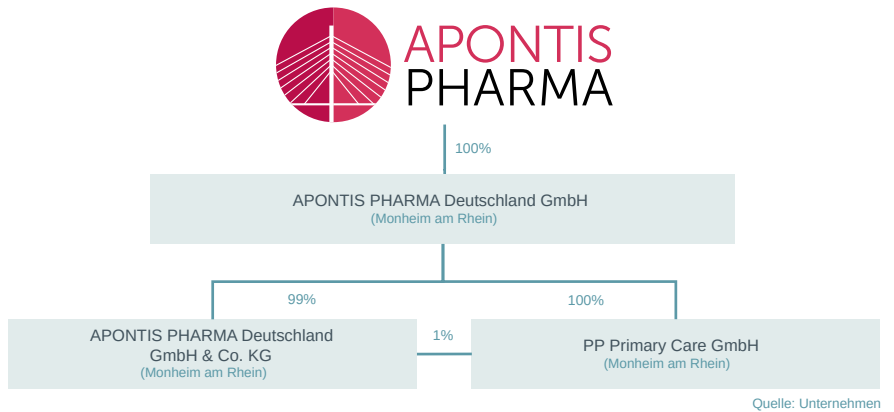 APONTIS
PHARMA
100%
APONTIS PHARMA Deutschland GmbH
(Monheim am Rhein)
99%
100%
APONTIS PHARMA Deutschland
GmbH & Co. KG
(Monheim am Rhein)
1%
PP Primary Care GmbH
(Monheim am Rhein)
Quelle: Unternehmen